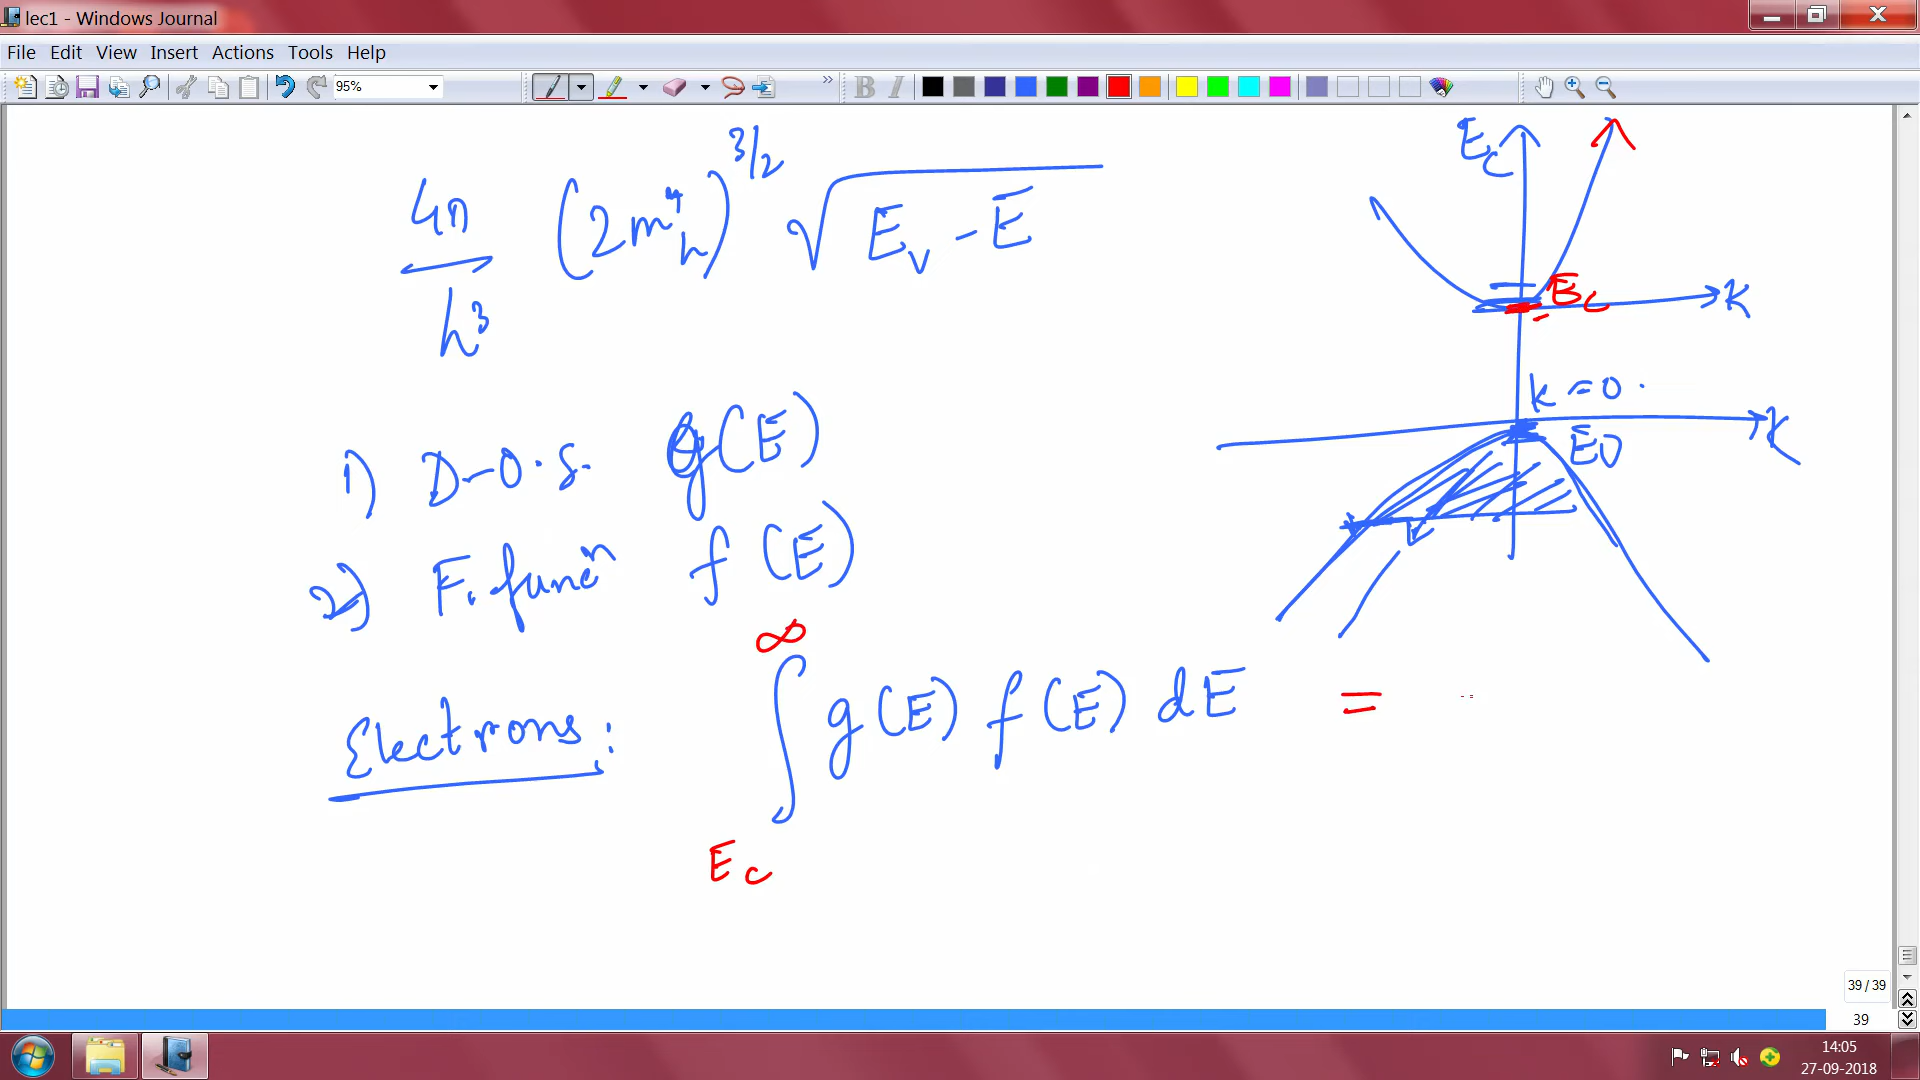 lec1 - Windows Journal
File Edit View Insert Actions Tools Help
95%
4π/h³ (2m*h)^3/2 √(Ev - E)
1) D-O.S. g(E)
2) F. funcⁿ f(E)
Electrons: ∫ g(E) f(E) dE =
∞
Ec
Ec
Ec
K
k = 0
K
Ev
39 / 39
39
14:05
27-09-2018